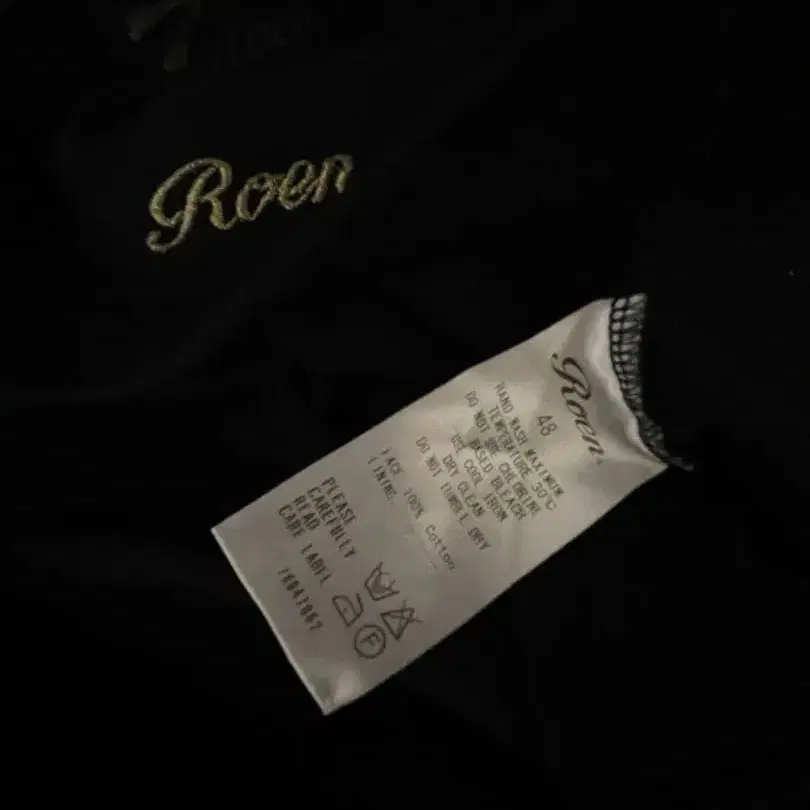 Roen
Roen
48
HAND WASH MAXIMUM
TEMPERATURE 30°C
DO NOT USE CHLORINE
BASED BLEACH
USE COOL IRON
DRY CLEAN
DO NOT TUMBLE DRY
FACE 100% Cotton
LINING.
PLEASE
CAREFULLY
READ
CARE LABEL
F